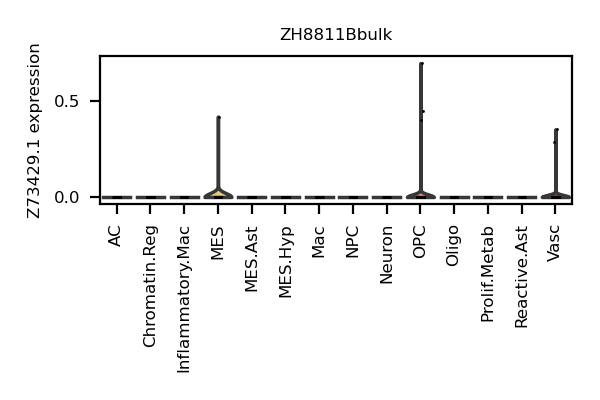 ZH8811Bbulk
Z73429.1 expression
0.5
0.0
AC
Chromatin.Reg
Inflammatory.Mac
MES
MES.Ast
MES.Hyp
Mac
NPC
Neuron
OPC
Oligo
Prolif.Metab
Reactive.Ast
Vasc